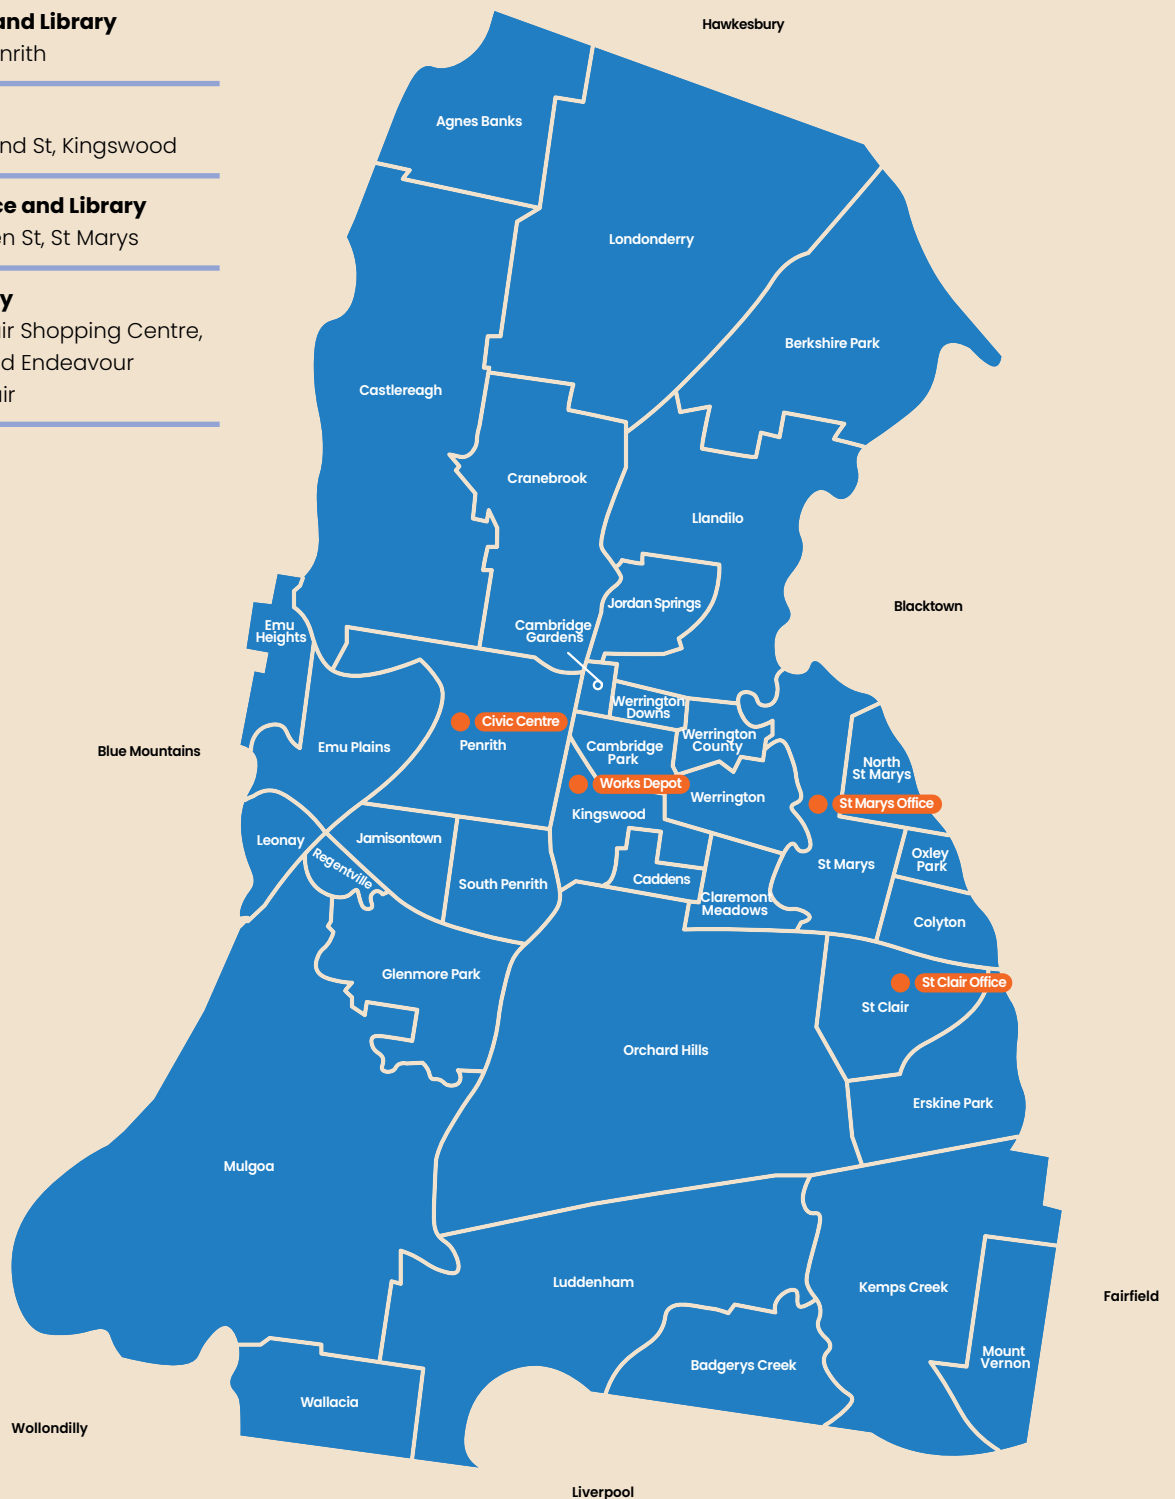 and Library
nrith
nd St, Kingswood
ce and Library
en St, St Marys
y
ir Shopping Centre,
d Endeavour
ir
Hawkesbury
Agnes Banks
Londonderry
Berkshire Park
Castlereagh
Cranebrook
Llandilo
Jordan Springs
Blacktown
Emu
Heights
Cambridge
Gardens
Werrington
Downs
Civic Centre
Penrith
Emu Plains
Blue Mountains
Cambridge
Park
Werrington
County
North
St Marys
Works Depot
Kingswood
Werrington
St Marys Office
Leonay
Regentville
Jamisontown
South Penrith
Caddens
Claremont
Meadows
St Marys
Oxley
Park
Colyton
Glenmore Park
St Clair Office
St Clair
Orchard Hills
Erskine Park
Mulgoa
Luddenham
Kemps Creek
Fairfield
Badgerys Creek
Mount
Vernon
Wallacia
Wollondilly
Liverpool